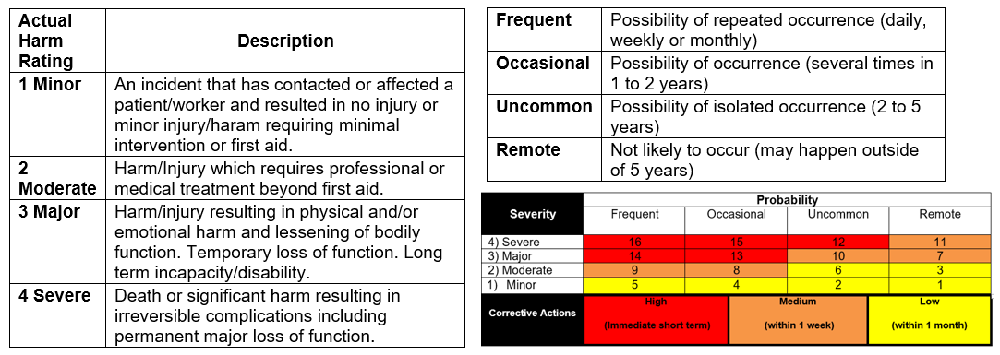 Actual
Harm
Rating
Description
1 Minor
An incident that has contacted or affected a
patient/worker and resulted in no injury or
minor injury/haram requiring minimal
intervention or first aid.
2
Moderate
Harm/Injury which requires professional or
medical treatment beyond first aid.
3 Major
Harm/injury resulting in physical and/or
emotional harm and lessening of bodily
function. Temporary loss of function. Long
term incapacity/disability.
4 Severe
Death or significant harm resulting in
irreversible complications including
permanent major loss of function.
Frequent
Possibility of repeated occurrence (daily,
weekly or monthly)
Occasional
Possibility of occurrence (several times in
1 to 2 years)
Uncommon
Possibility of isolated occurrence (2 to 5
years)
Remote
Not likely to occur (may happen outside
of 5 years)
Severity
Probability
Frequent Occasional Uncommon Remote
4) Severe 16 15 12 11
3) Major 14 13 10 7
2) Moderate 9 8 6 3
1) Minor 5 4 2 1
Corrective Actions
High
(Immediate short term)
Medium
(within 1 week)
Low
(within 1 month)